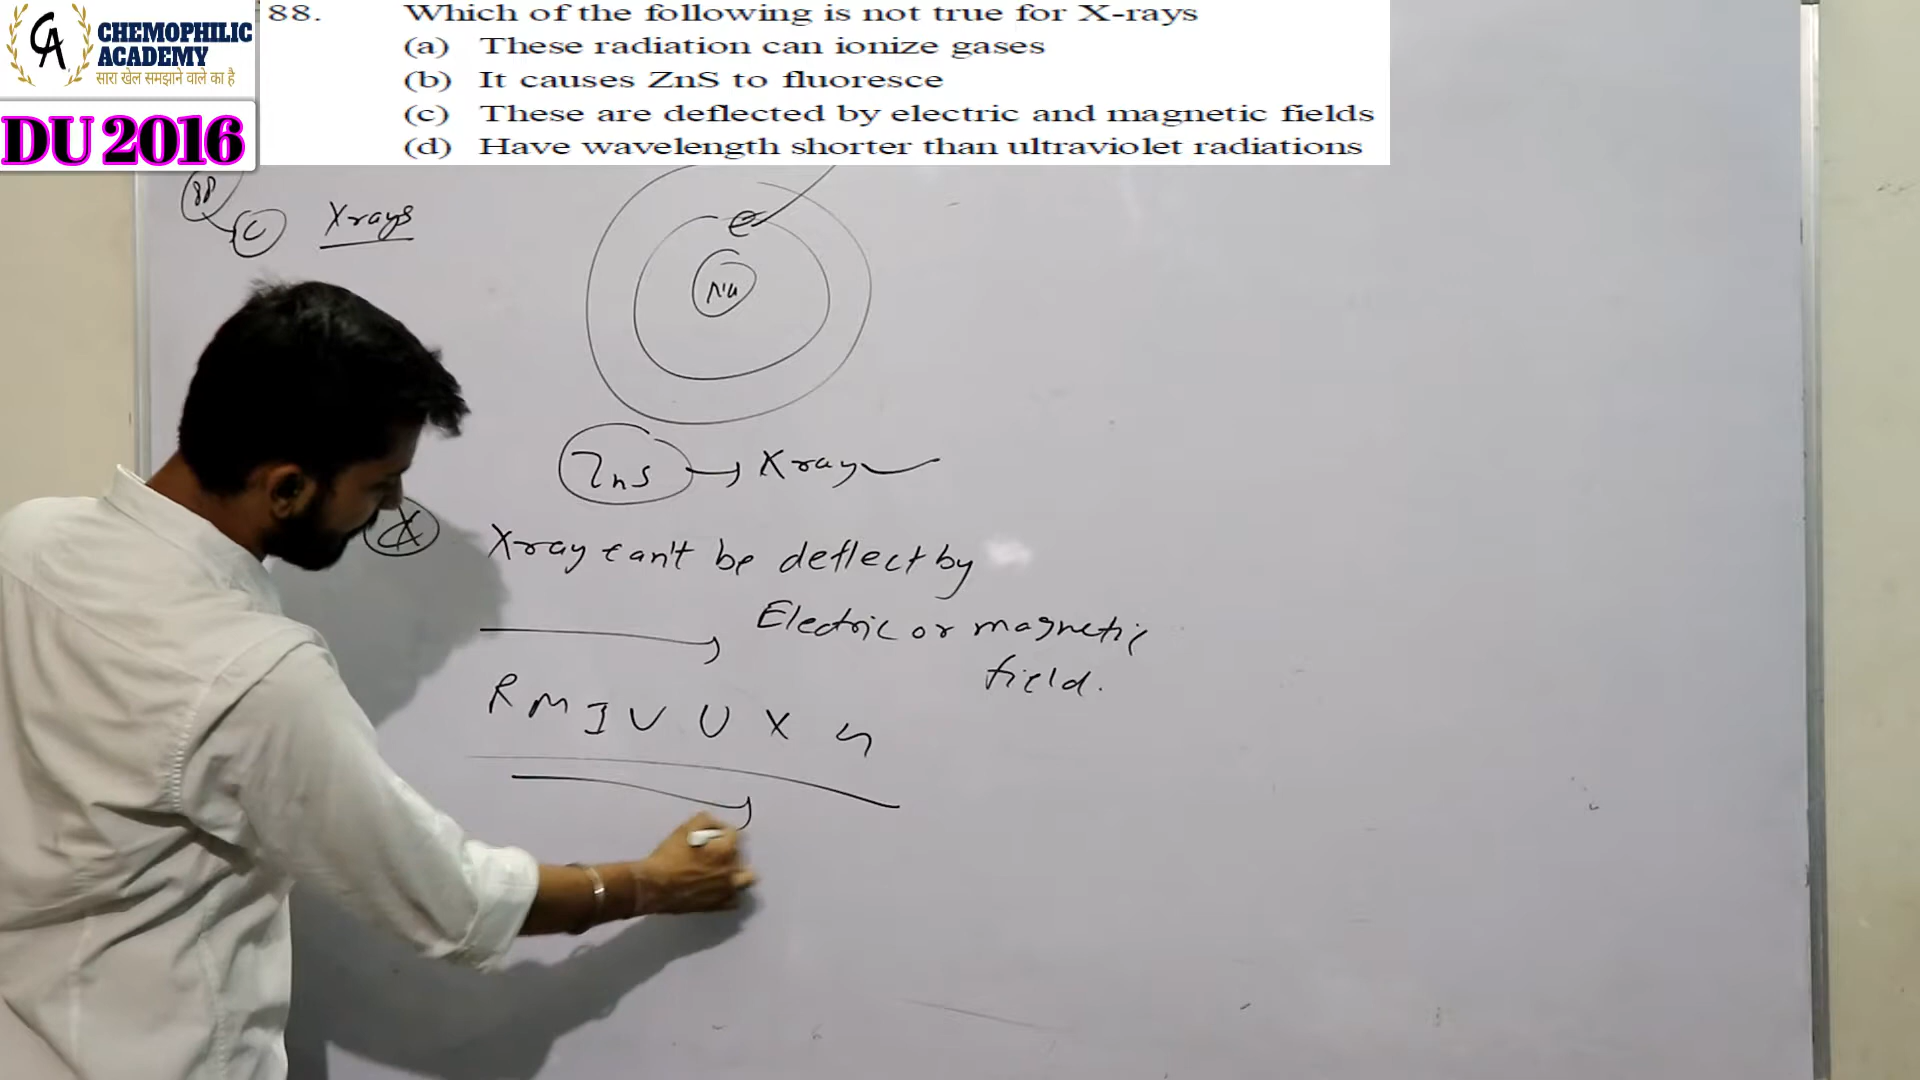 CHEMOPHILIC
ACADEMY
सारा खेल समझाने वाले का है
DU 2016
88. Which of the following is not true for X-rays
(a) These radiation can ionize gases
(b) It causes ZnS to fluoresce
(c) These are deflected by electric and magnetic fields
(d) Have wavelength shorter than ultraviolet radiations
88
C
X rays
e
Nu
ZnS → X ray
X ray can't be deflect by
Electric or magnetic
field.
R M I V U X